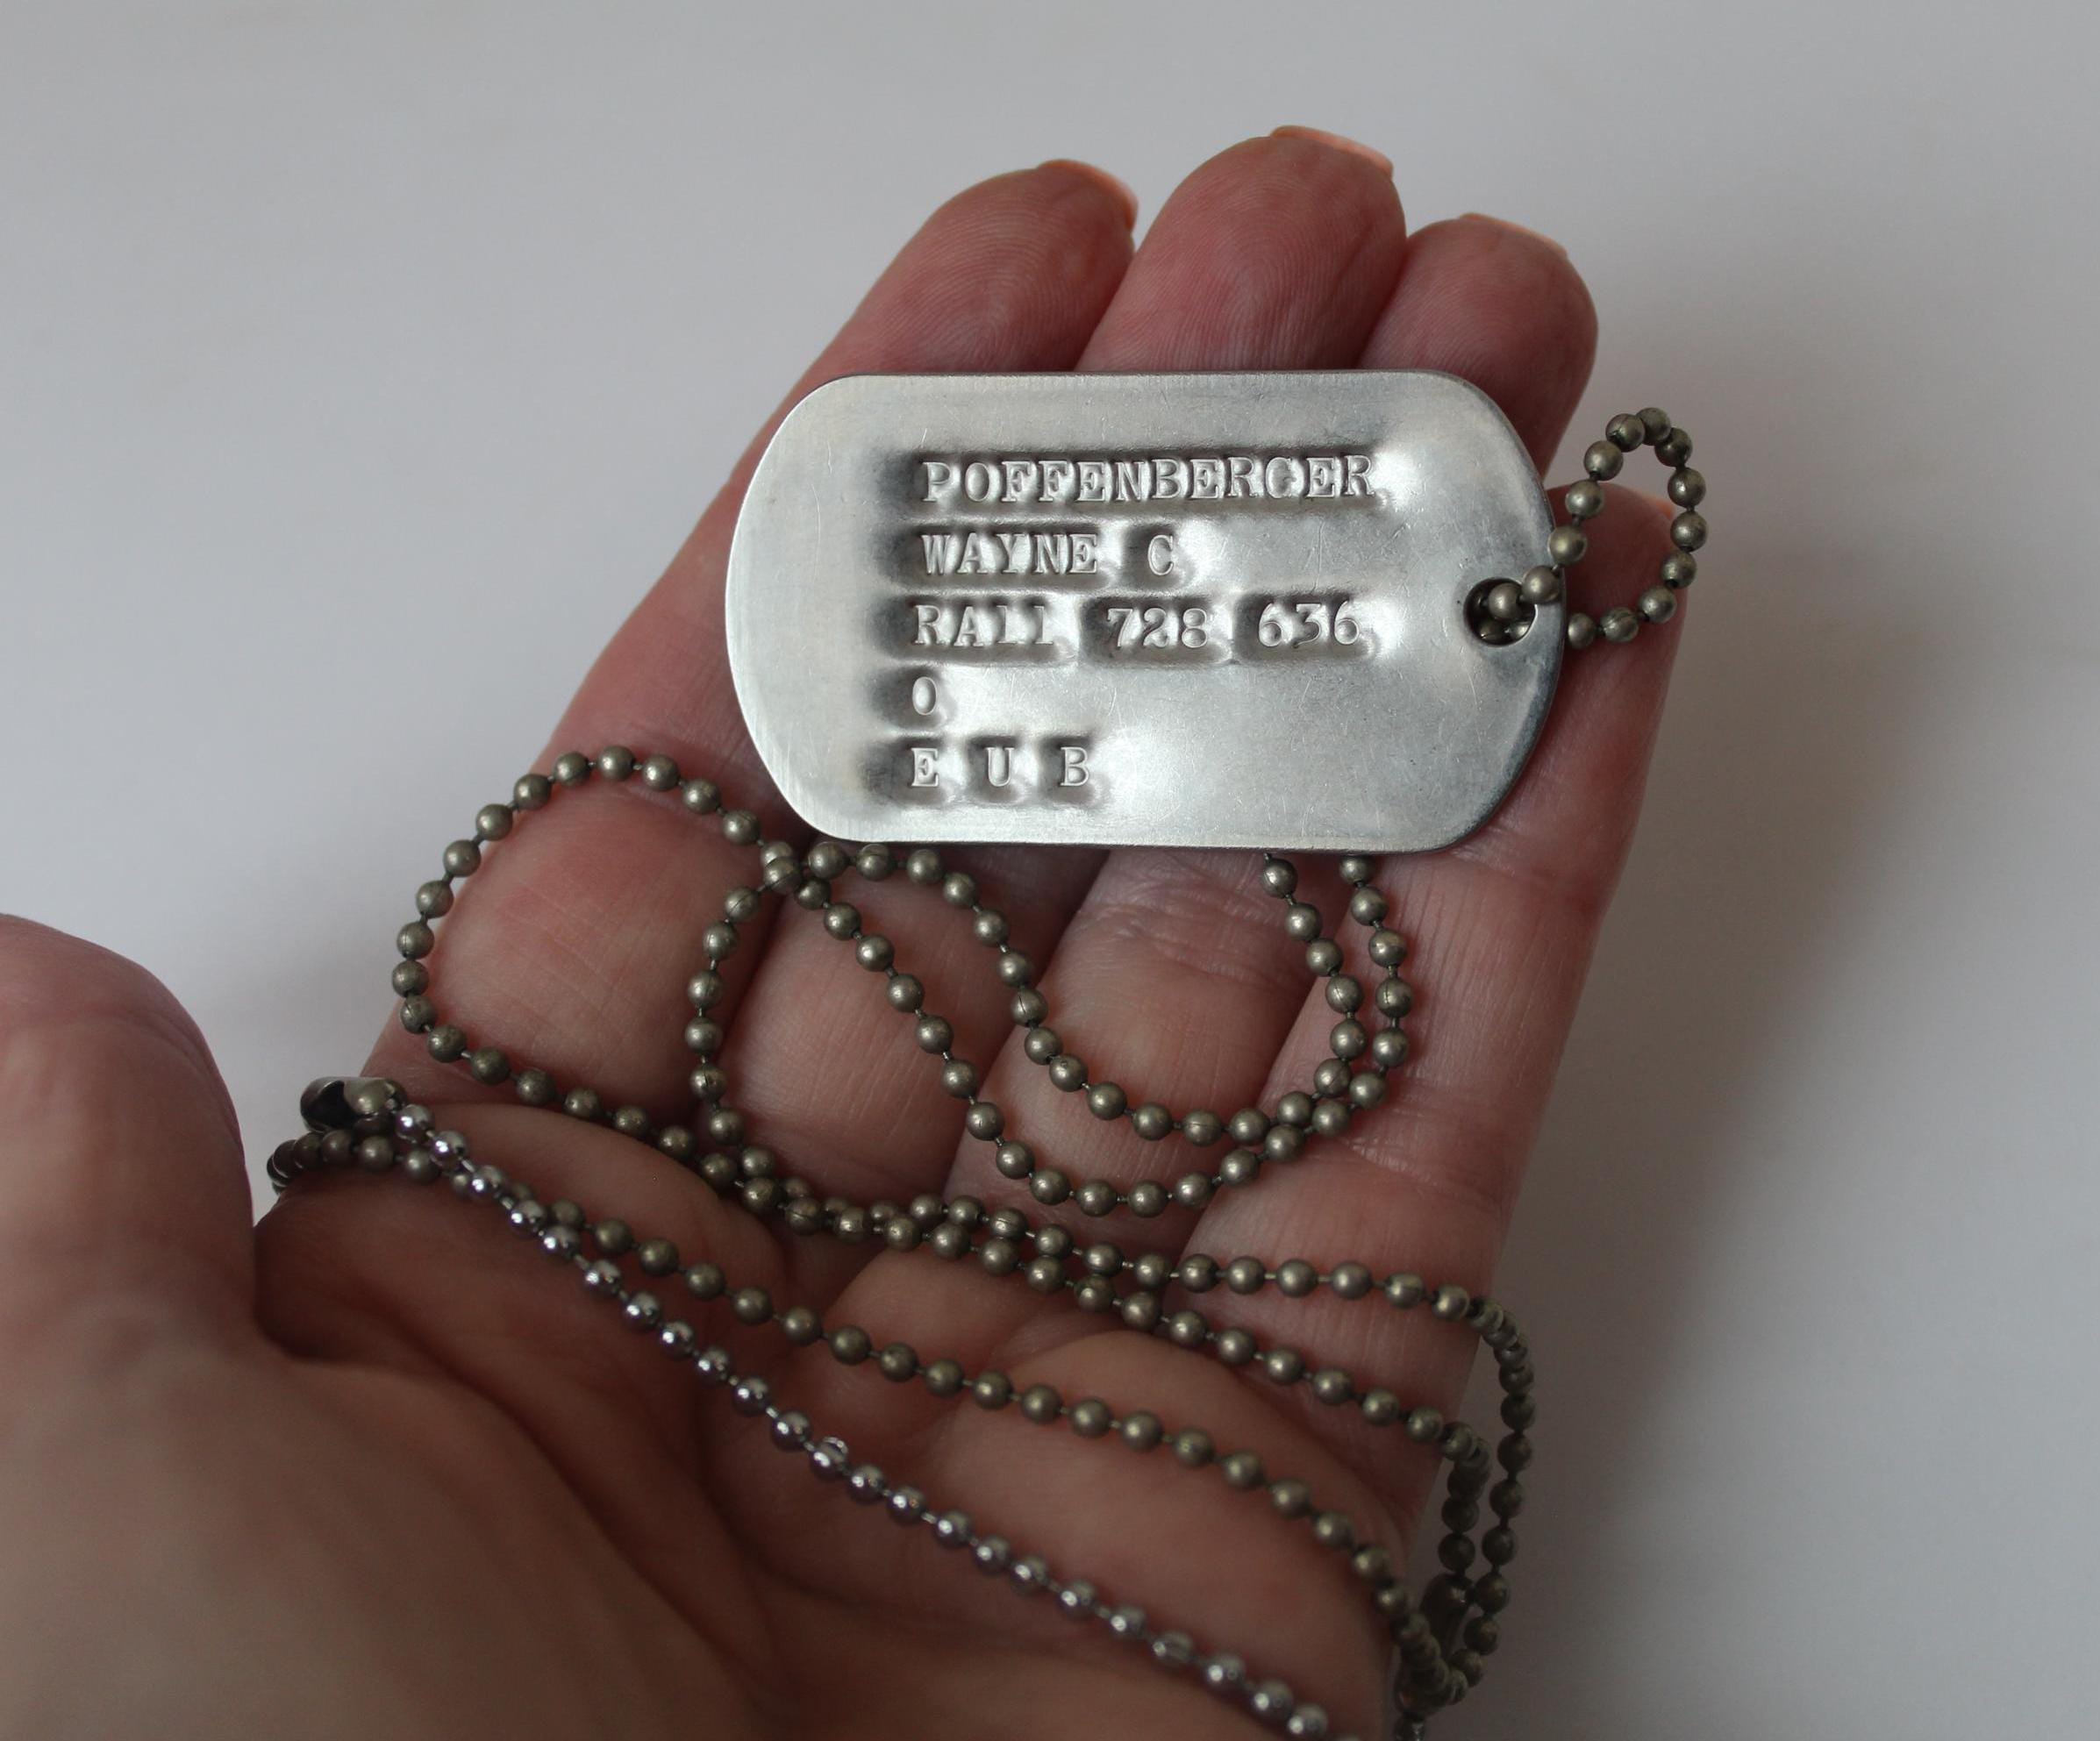 POFFENBERGER
WAYNE C
RA11 728 636
O
E U B